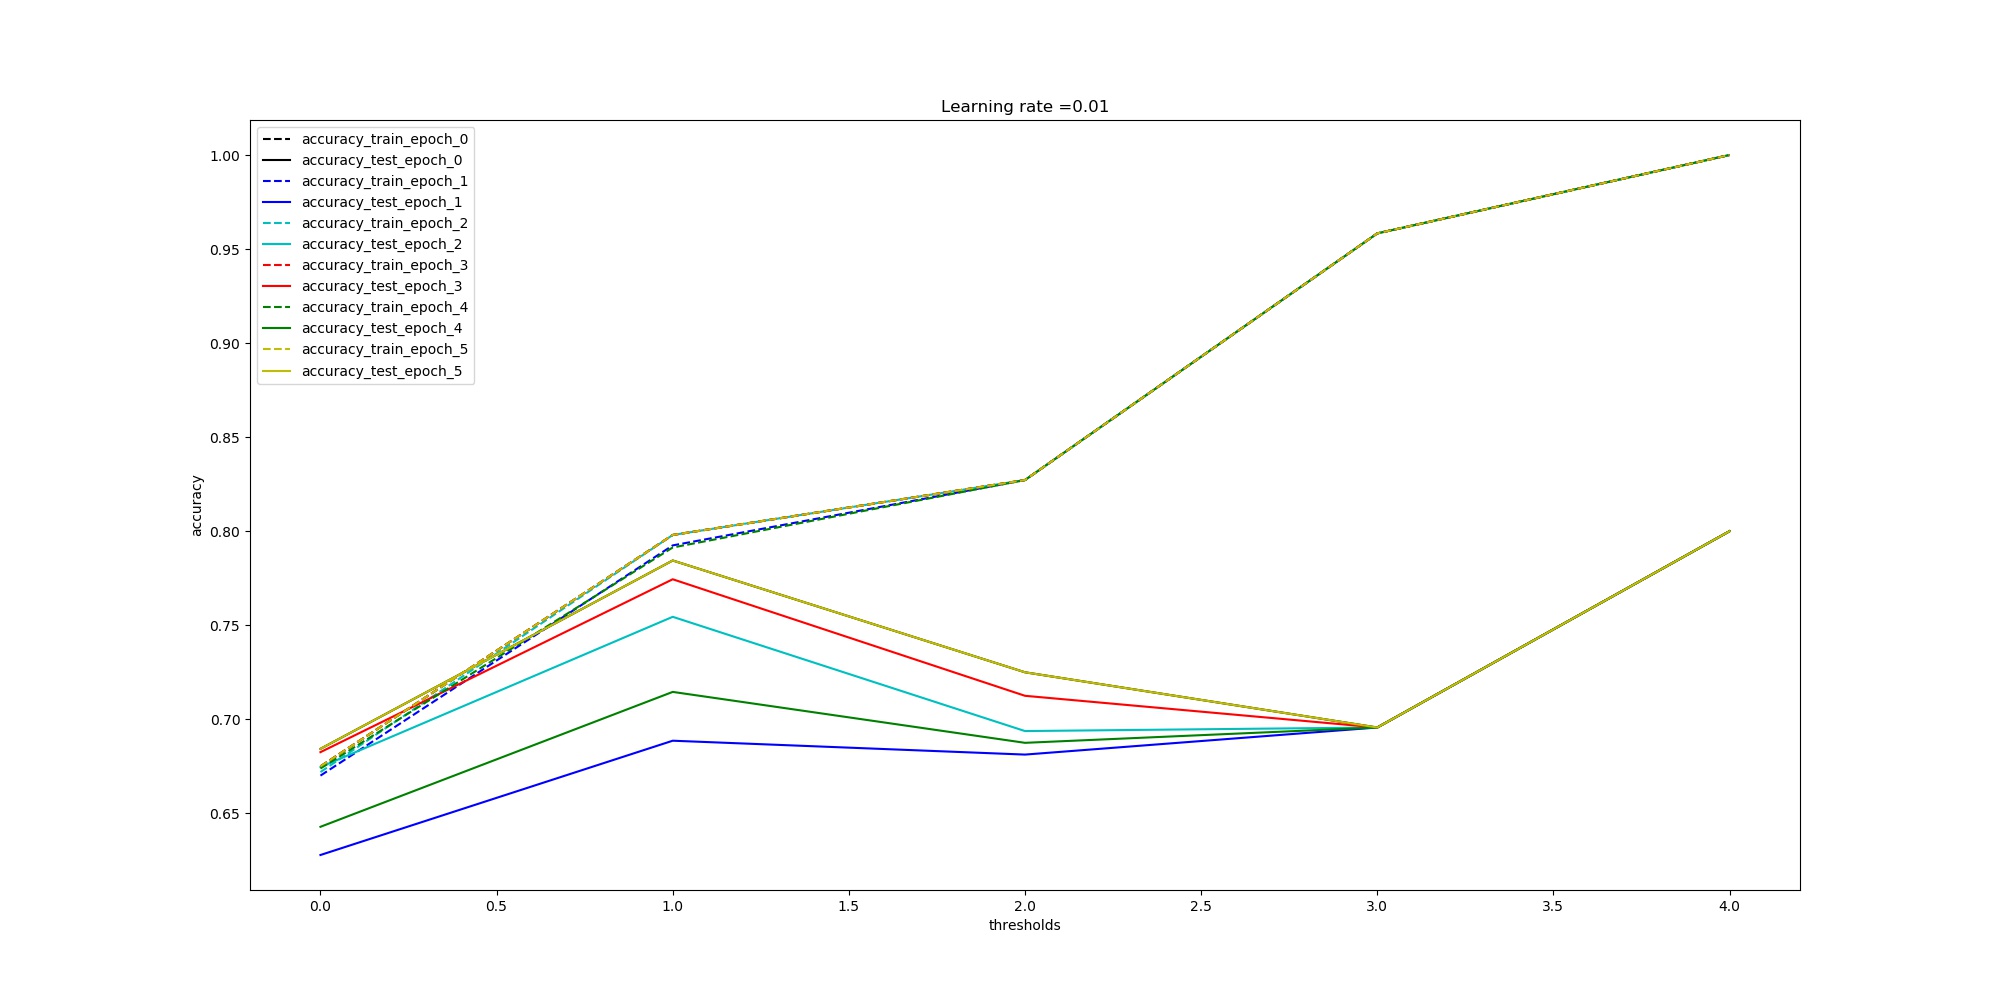 Learning rate =0.01
accuracy_train_epoch_0
accuracy_test_epoch_0
accuracy_train_epoch_1
accuracy_test_epoch_1
accuracy_train_epoch_2
accuracy_test_epoch_2
accuracy_train_epoch_3
accuracy_test_epoch_3
accuracy_train_epoch_4
accuracy_test_epoch_4
accuracy_train_epoch_5
accuracy_test_epoch_5
1.00
0.95
0.90
0.85
0.80
0.75
0.70
0.65
accuracy
0.0 0.5 1.0 1.5 2.0 2.5 3.0 3.5 4.0
thresholds